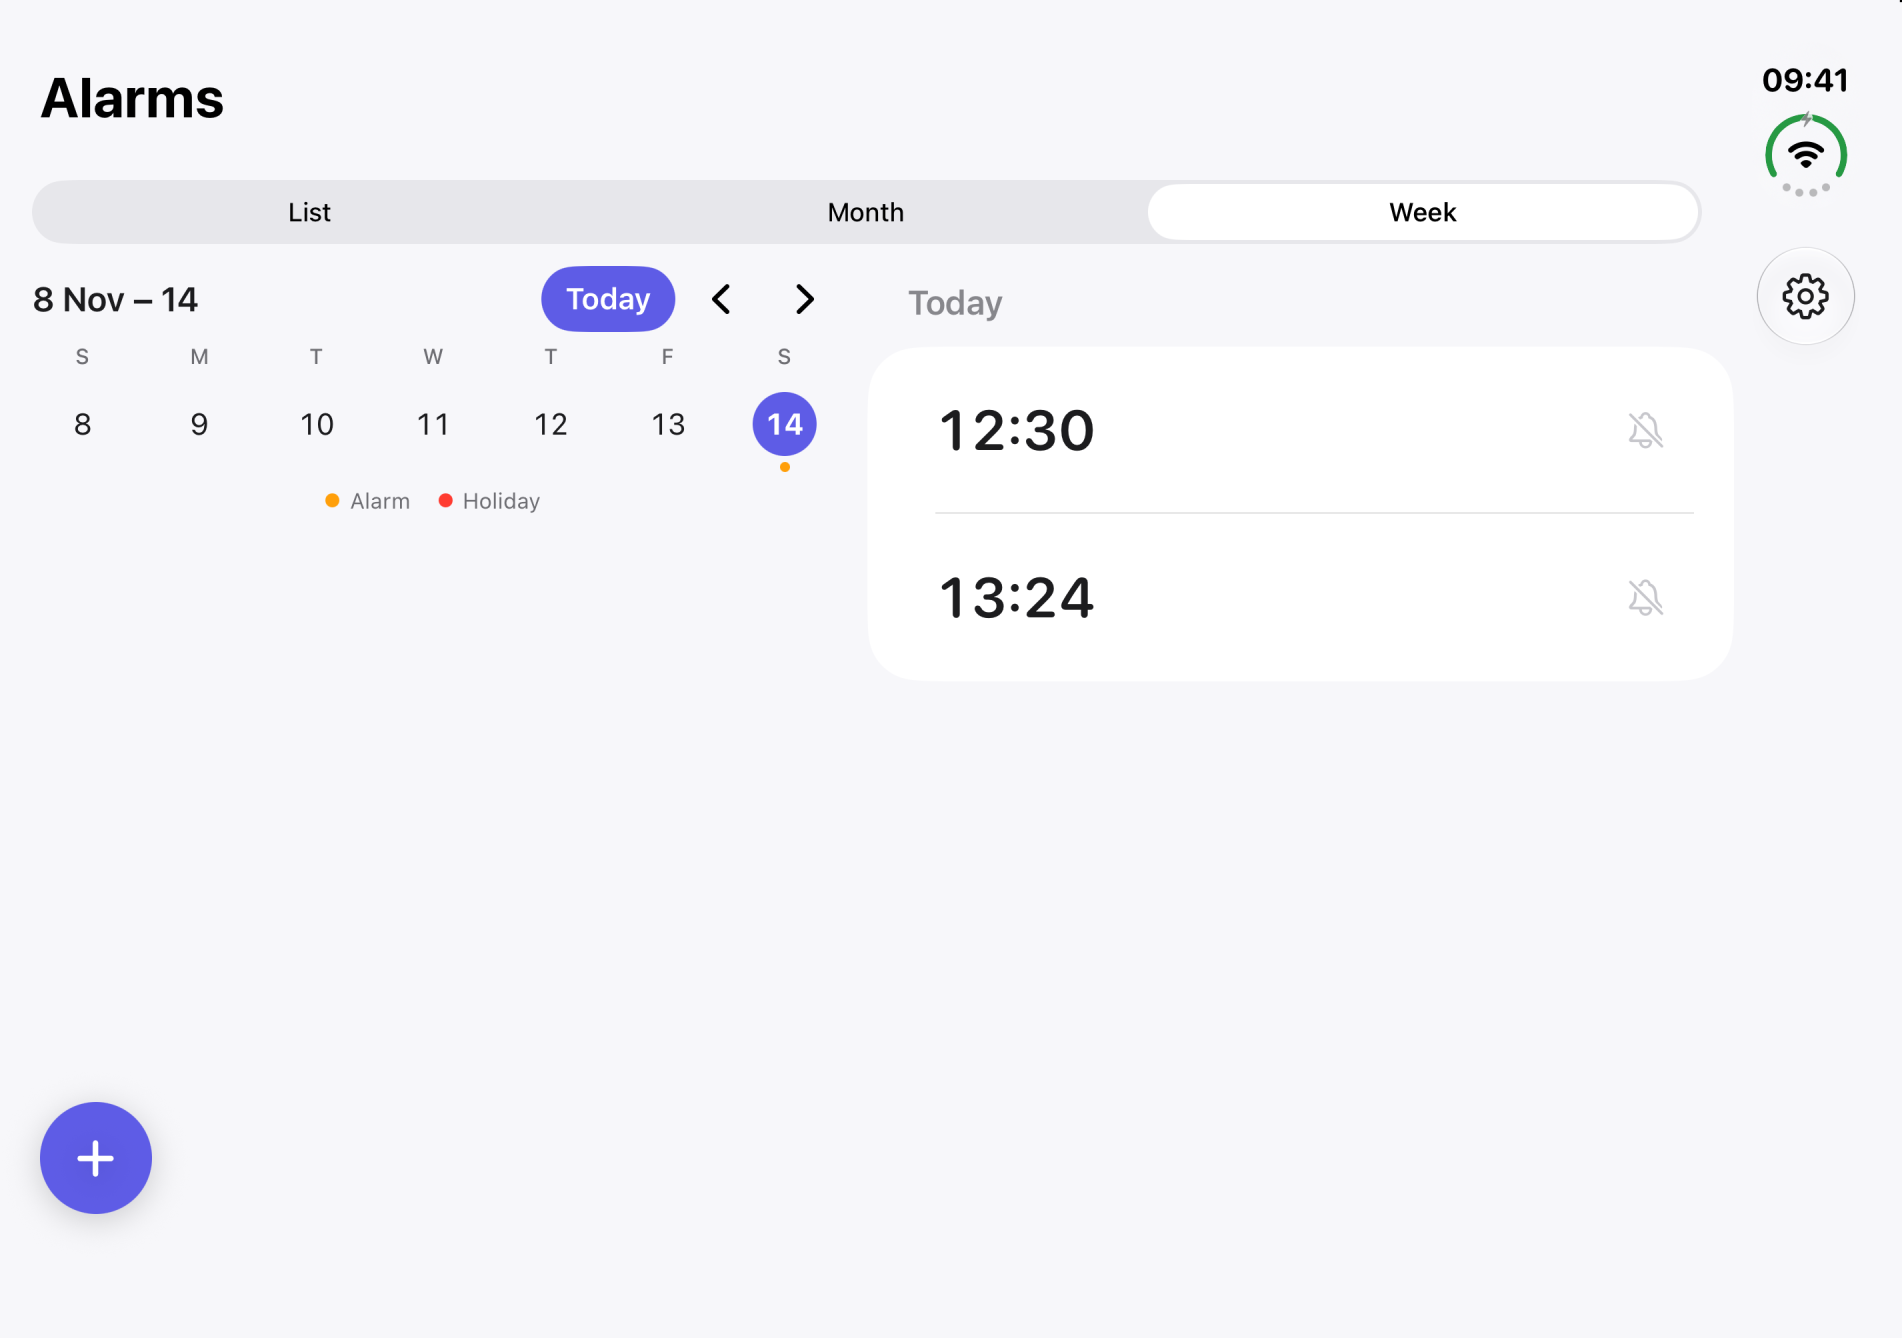 Alarms
09:41
List Month Week
8 Nov – 14 Today
S M T W T F S
8 9 10 11 12 13 14
Alarm Holiday
Today
12:30
13:24